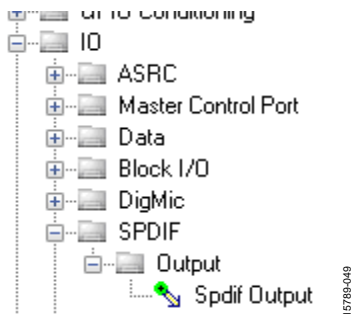 IO
ASRC
Master Control Port
Data
Block I/O
DigMic
SPDIF
Output
Spdif Output
15789-049